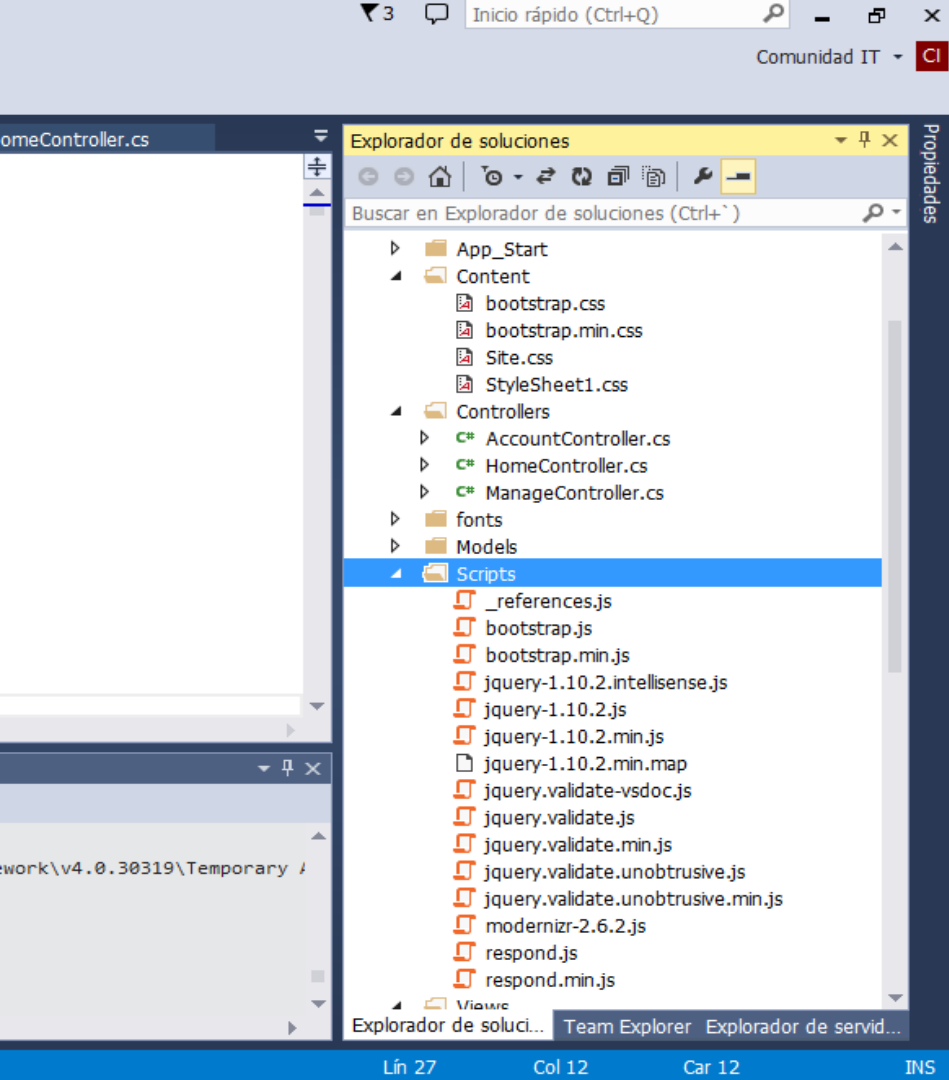 3
Inicio rápido (Ctrl+Q)
Comunidad IT
CI
omeController.cs
Explorador de soluciones
Propiedades
Buscar en Explorador de soluciones (Ctrl+`)
App_Start
Content
bootstrap.css
bootstrap.min.css
Site.css
StyleSheet1.css
Controllers
C# AccountController.cs
C# HomeController.cs
C# ManageController.cs
fonts
Models
Scripts
_references.js
bootstrap.js
bootstrap.min.js
jquery-1.10.2.intellisense.js
jquery-1.10.2.js
jquery-1.10.2.min.js
jquery-1.10.2.min.map
jquery.validate-vsdoc.js
jquery.validate.js
jquery.validate.min.js
jquery.validate.unobtrusive.js
jquery.validate.unobtrusive.min.js
modernizr-2.6.2.js
respond.js
respond.min.js
Views
ework\v4.0.30319\Temporary
Explorador de soluci... Team Explorer Explorador de servid...
Lín 27 Col 12 Car 12 INS